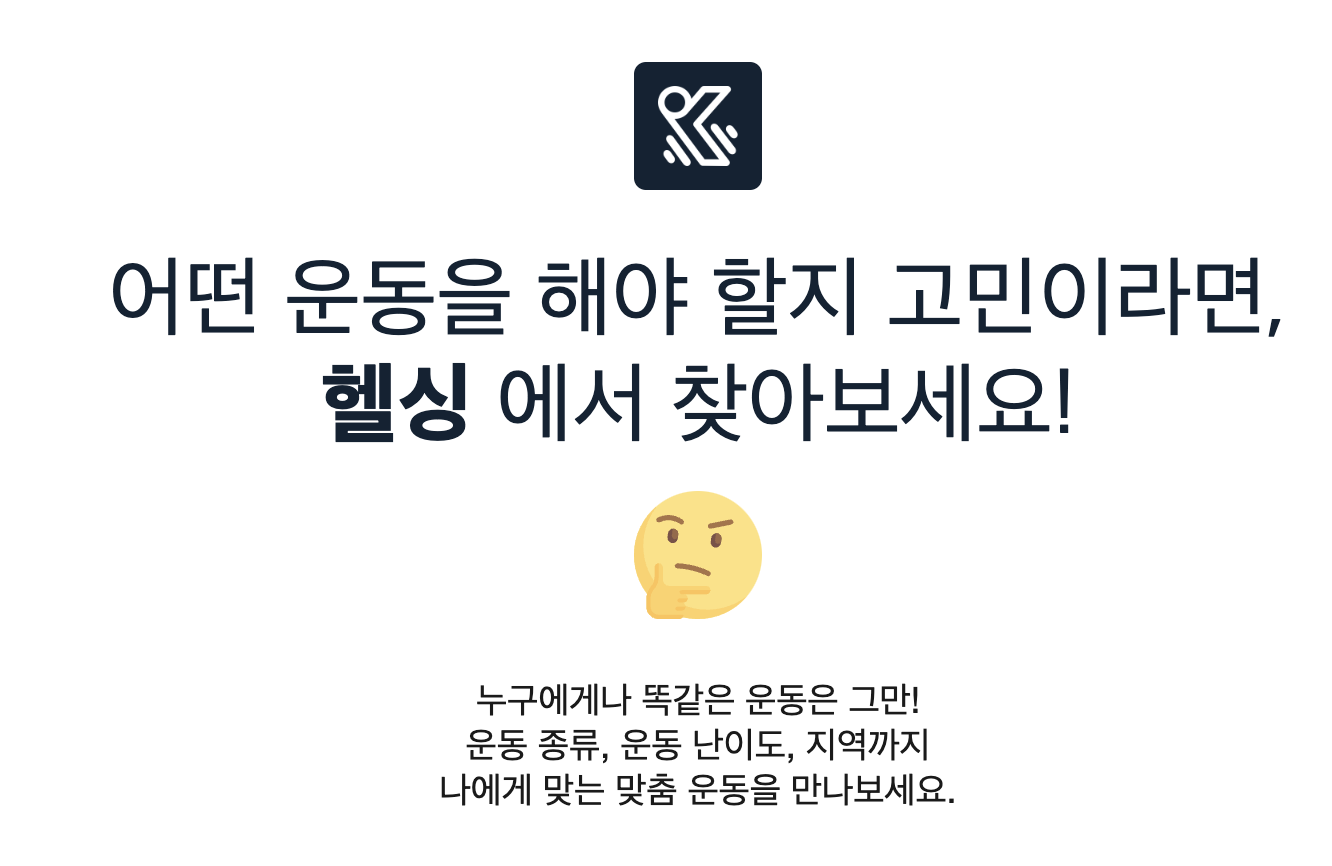 어떤 운동을 해야 할지 고민이라면,
헬싱 에서 찾아보세요!
누구에게나 똑같은 운동은 그만!
운동 종류, 운동 난이도, 지역까지
나에게 맞는 맞춤 운동을 만나보세요.